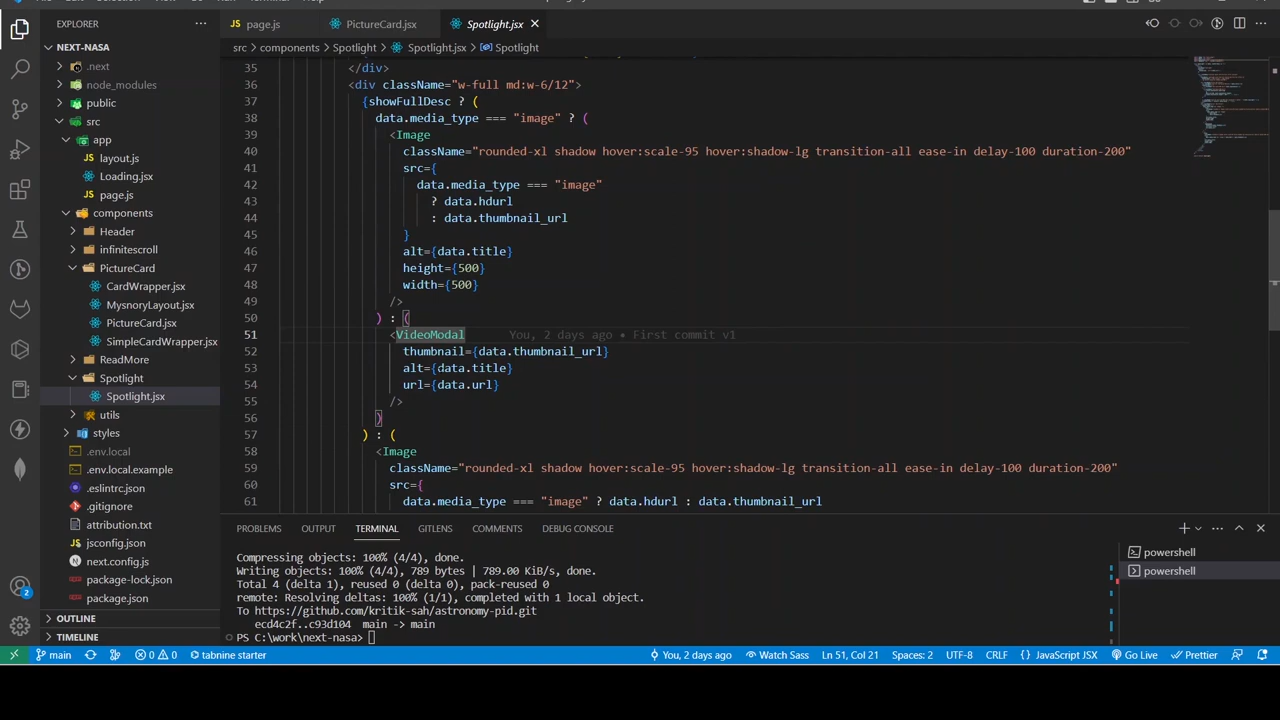 EXPLORER
page.js
PictureCard.jsx
Spotlight.jsx
NEXT-NASA
src > components > Spotlight > Spotlight.jsx > Spotlight
.next
node_modules
public
src
app
layout.js
Loading.jsx
page.js
components
Header
infinitescroll
PictureCard
CardWrapper.jsx
MysnoryLayout.jsx
PictureCard.jsx
SimpleCardWrapper.jsx
ReadMore
Spotlight
Spotlight.jsx
utils
styles
.env.local
.env.local.example
.eslintrc.json
.gitignore
attribution.txt
jsconfig.json
next.config.js
package-lock.json
package.json
OUTLINE
TIMELINE
35 </div>
36 <div className="w-full md:w-6/12">
37 {showFullDesc ? (
38 data.media_type === "image" ? (
39 <Image
40 className="rounded-xl shadow hover:scale-95 hover:shadow-lg transition-all ease-in delay-100 duration-200"
41 src={
42 data.media_type === "image"
43 ? data.hdurl
44 : data.thumbnail_url
45 }
46 alt={data.title}
47 height={500}
48 width={500}
49 />
50 ) : (
51 <VideoModal You, 2 days ago • First commit v1
52 thumbnail={data.thumbnail_url}
53 alt={data.title}
54 url={data.url}
55 />
56 )
57 ) : (
58 <Image
59 className="rounded-xl shadow hover:scale-95 hover:shadow-lg transition-all ease-in delay-100 duration-200"
60 src={
61 data.media_type === "image" ? data.hdurl : data.thumbnail_url
PROBLEMS OUTPUT TERMINAL GITLENS COMMENTS DEBUG CONSOLE
Compressing objects: 100% (4/4), done.
Writing objects: 100% (4/4), 789 bytes | 789.00 KiB/s, done.
Total 4 (delta 1), reused 0 (delta 0), pack-reused 0
remote: Resolving deltas: 100% (1/1), completed with 1 local object.
To https://github.com/kritik-sah/astronomy-pid.git
ecd4c2f..c93d104 main -> main
PS C:\work\next-nasa>
powershell
powershell
2
main 0 0 tabnine starter You, 2 days ago Watch Sass Ln 51, Col 21 Spaces: 2 UTF-8 CRLF {} JavaScript JSX Go Live Prettier